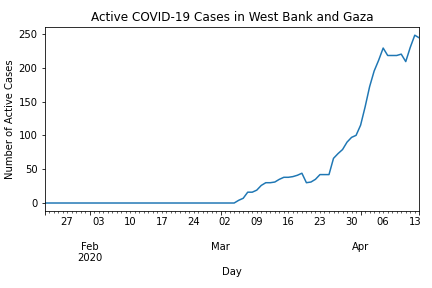 Active COVID-19 Cases in West Bank and Gaza
Number of Active Cases
250
200
150
100
50
0
27 03 10 17 24 02 09 16 23 30 06 13
Feb Mar Apr
2020
Day